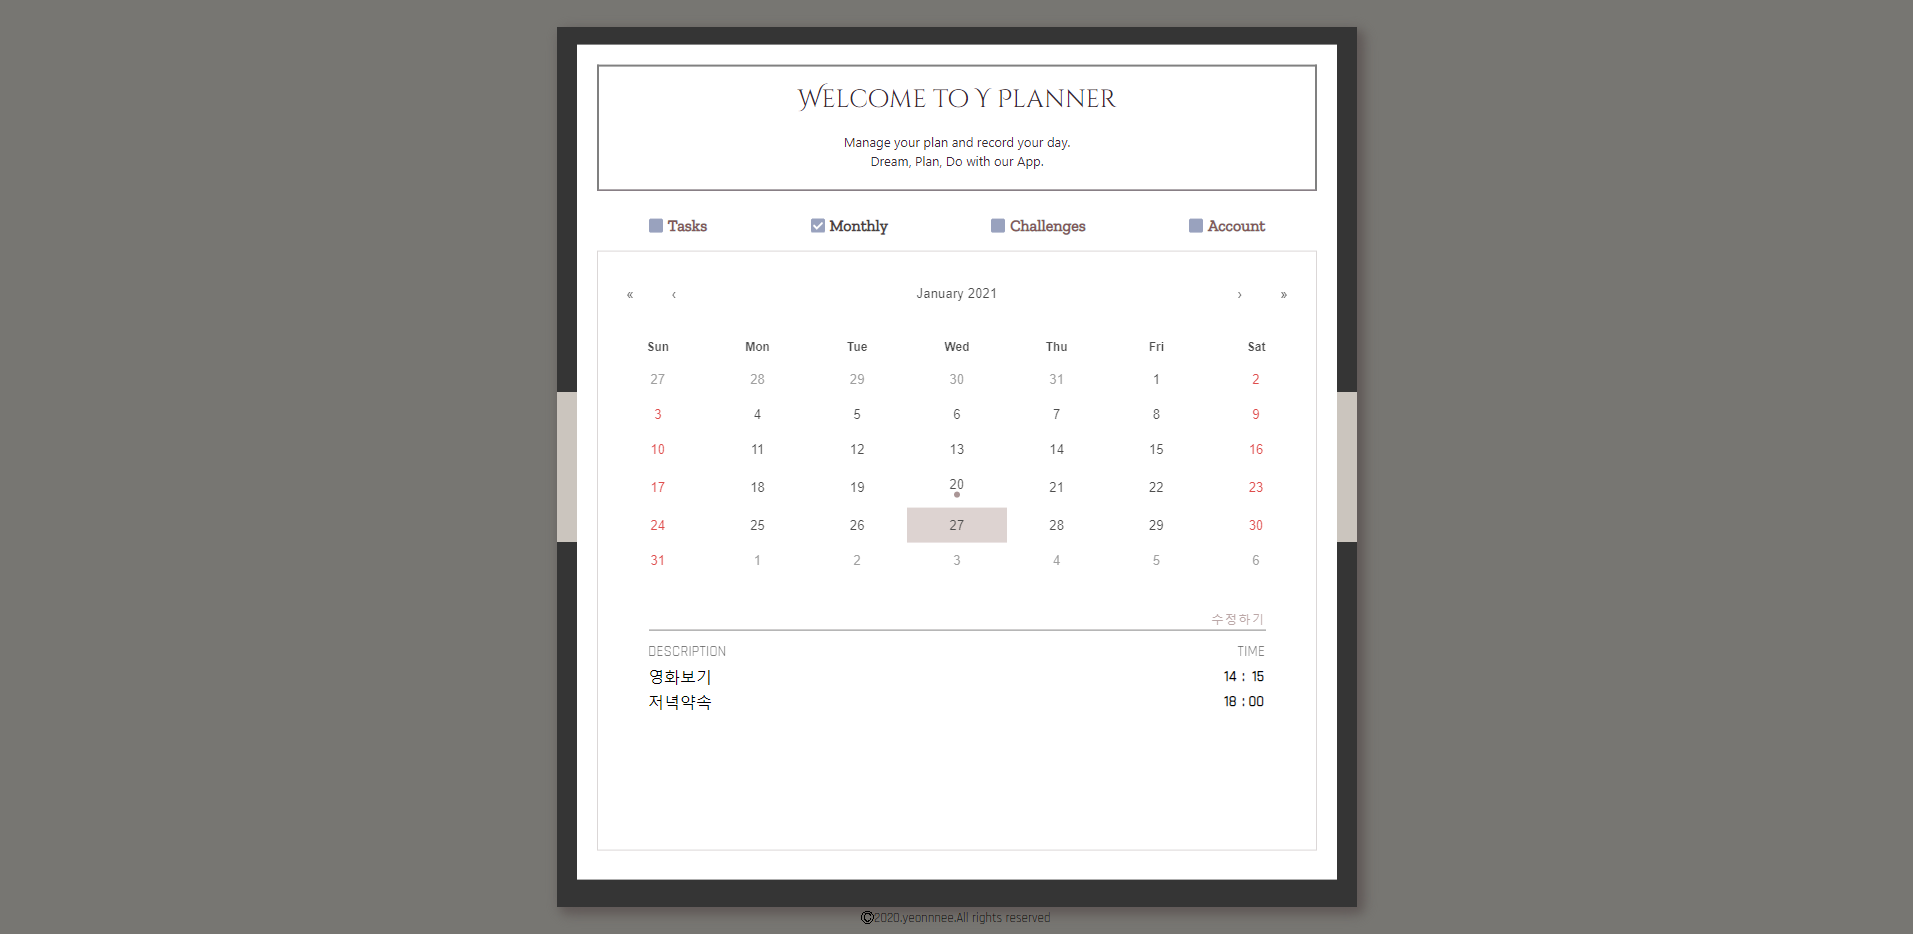 Welcome to Y Planner
Manage your plan and record your day.
Dream, Plan, Do with our App.
Tasks Monthly Challenges Account
« ‹ January 2021 › »
Sun Mon Tue Wed Thu Fri Sat
27 28 29 30 31 1 2
3 4 5 6 7 8 9
10 11 12 13 14 15 16
17 18 19 20 21 22 23
24 25 26 27 28 29 30
31 1 2 3 4 5 6
수정하기
DESCRIPTION TIME
영화보기 14 : 15
저녁약속 18 : 00
©2020.yeonnnee.All rights reserved